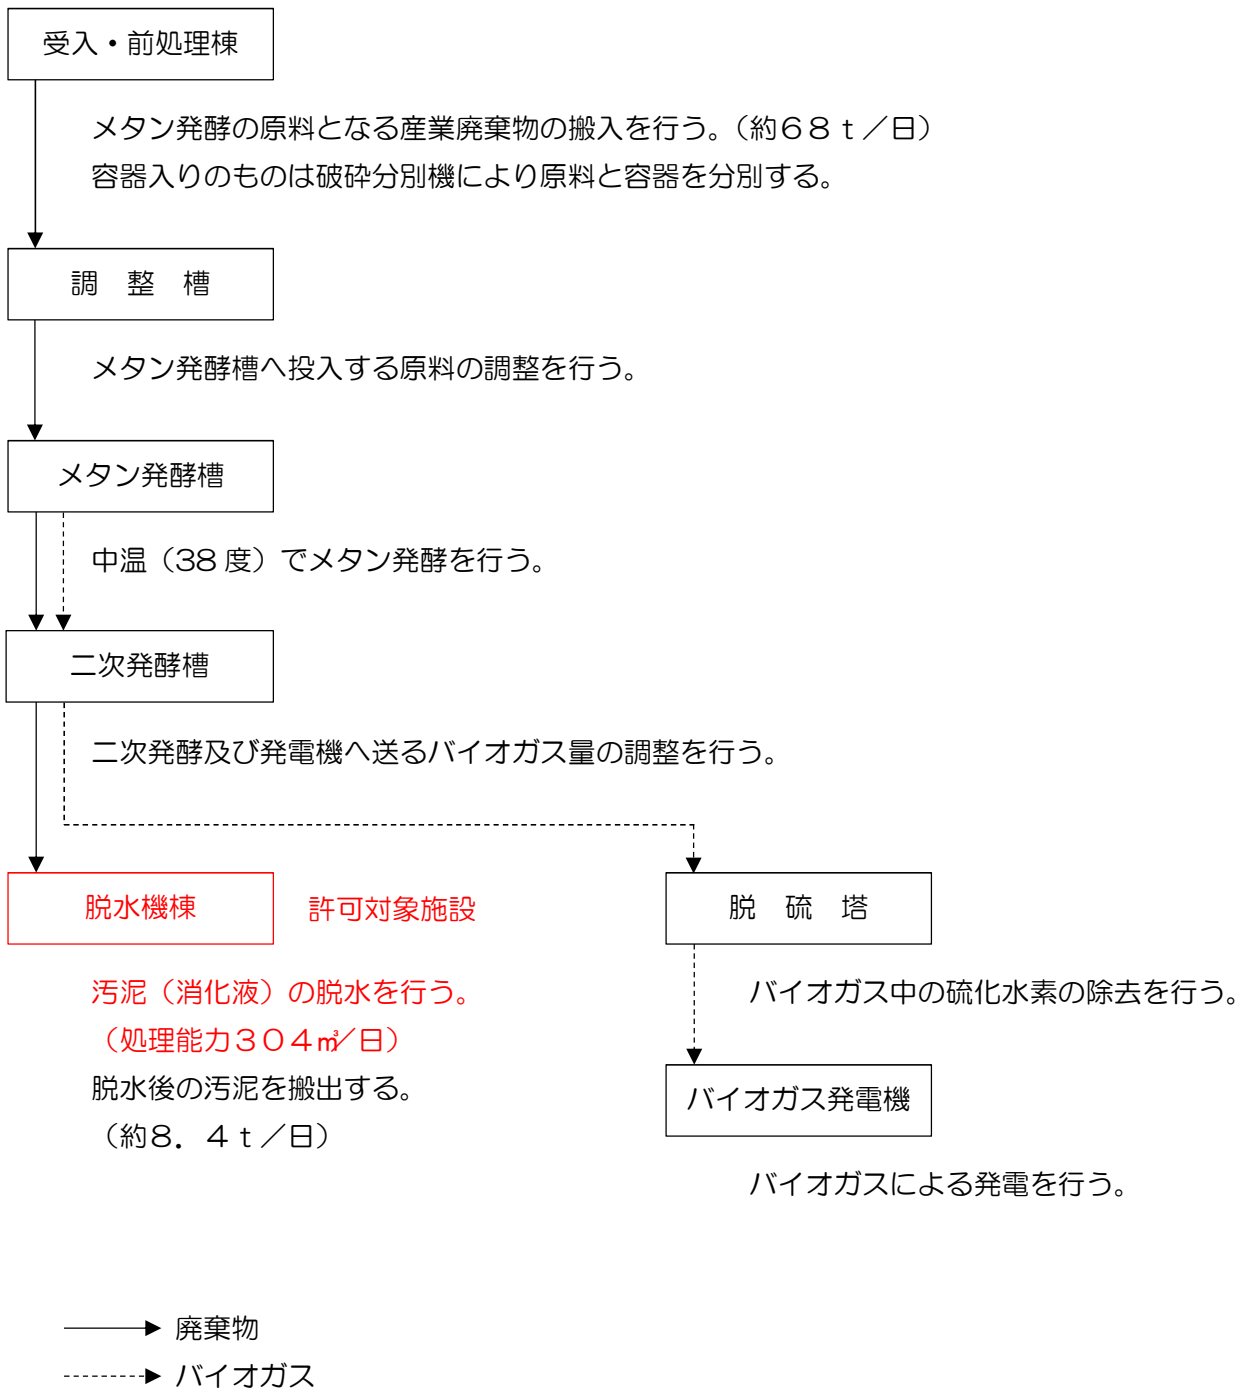 受入・前処理棟
メタン発酵の原料となる産業廃棄物の搬入を行う。（約６８ｔ／日）
容器入りのものは破砕分別機により原料と容器を分別する。
調　整　槽
メタン発酵槽へ投入する原料の調整を行う。
メタン発酵槽
中温（38 度）でメタン発酵を行う。
二次発酵槽
二次発酵及び発電機へ送るバイオガス量の調整を行う。
脱水機棟
許可対象施設
汚泥（消化液）の脱水を行う。
（処理能力３０４㎥／日）
脱水後の汚泥を搬出する。
（約８．４ｔ／日）
脱　硫　塔
バイオガス中の硫化水素の除去を行う。
バイオガス発電機
バイオガスによる発電を行う。
廃棄物
バイオガス